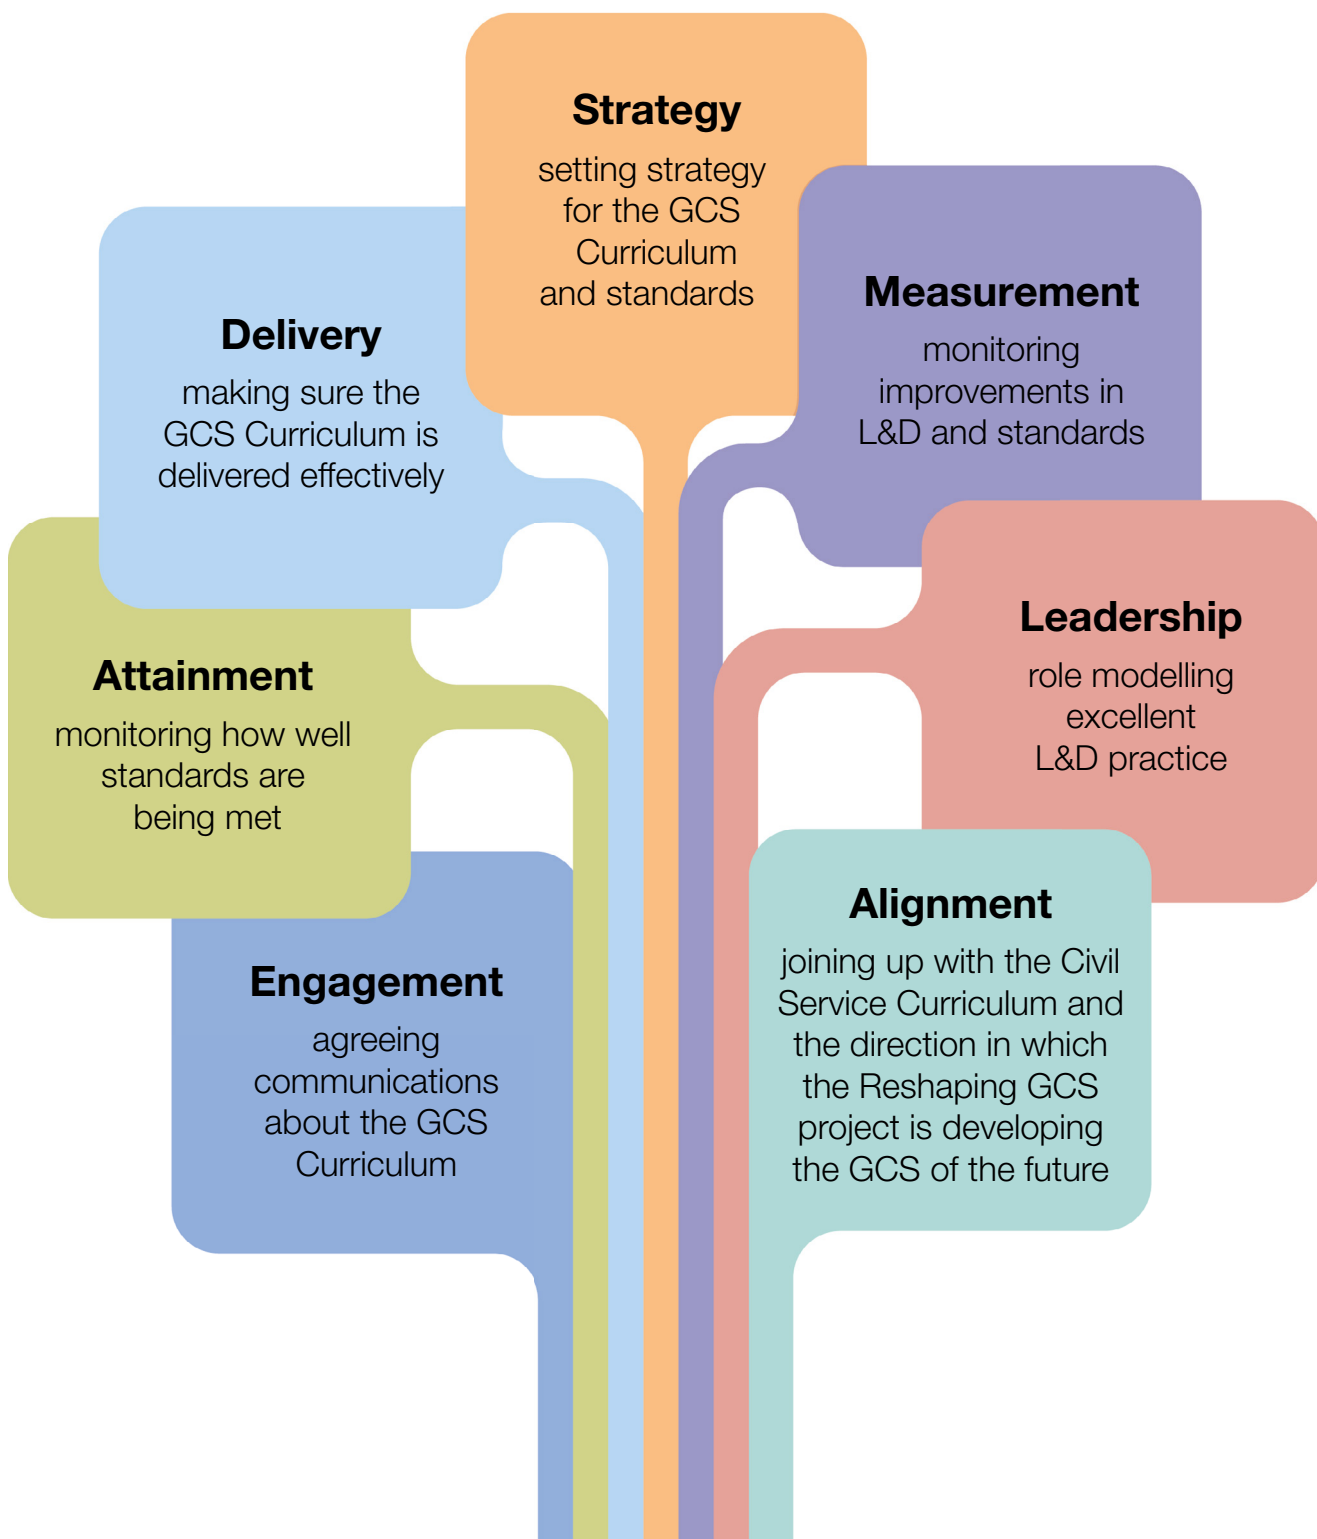 Strategy
setting strategy
for the GCS
Curriculum
and standards
Measurement
monitoring
improvements in
L&D and standards
Delivery
making sure the
GCS Curriculum is
delivered effectively
Leadership
role modelling
excellent
L&D practice
Attainment
monitoring how well
standards are
being met
Alignment
joining up with the Civil
Service Curriculum and
the direction in which
the Reshaping GCS
project is developing
the GCS of the future
Engagement
agreeing
communications
about the GCS
Curriculum